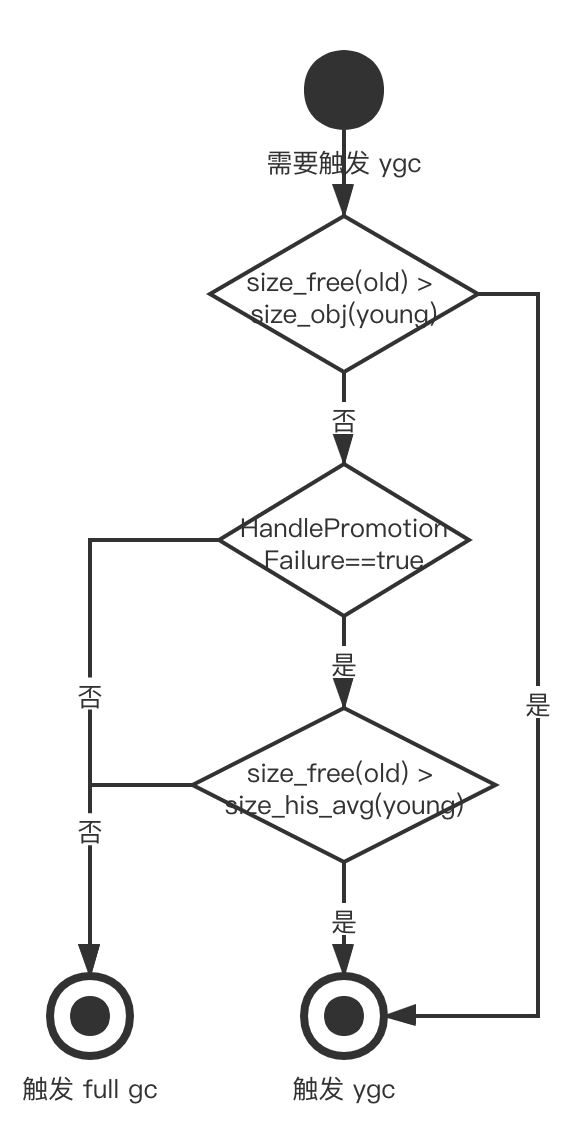 需要触发 ygc
size_free(old) >
size_obj(young)
否
HandlePromotion
Failure==true
否
是
是
size_free(old) >
size_his_avg(young)
否
是
触发 full gc
触发 ygc